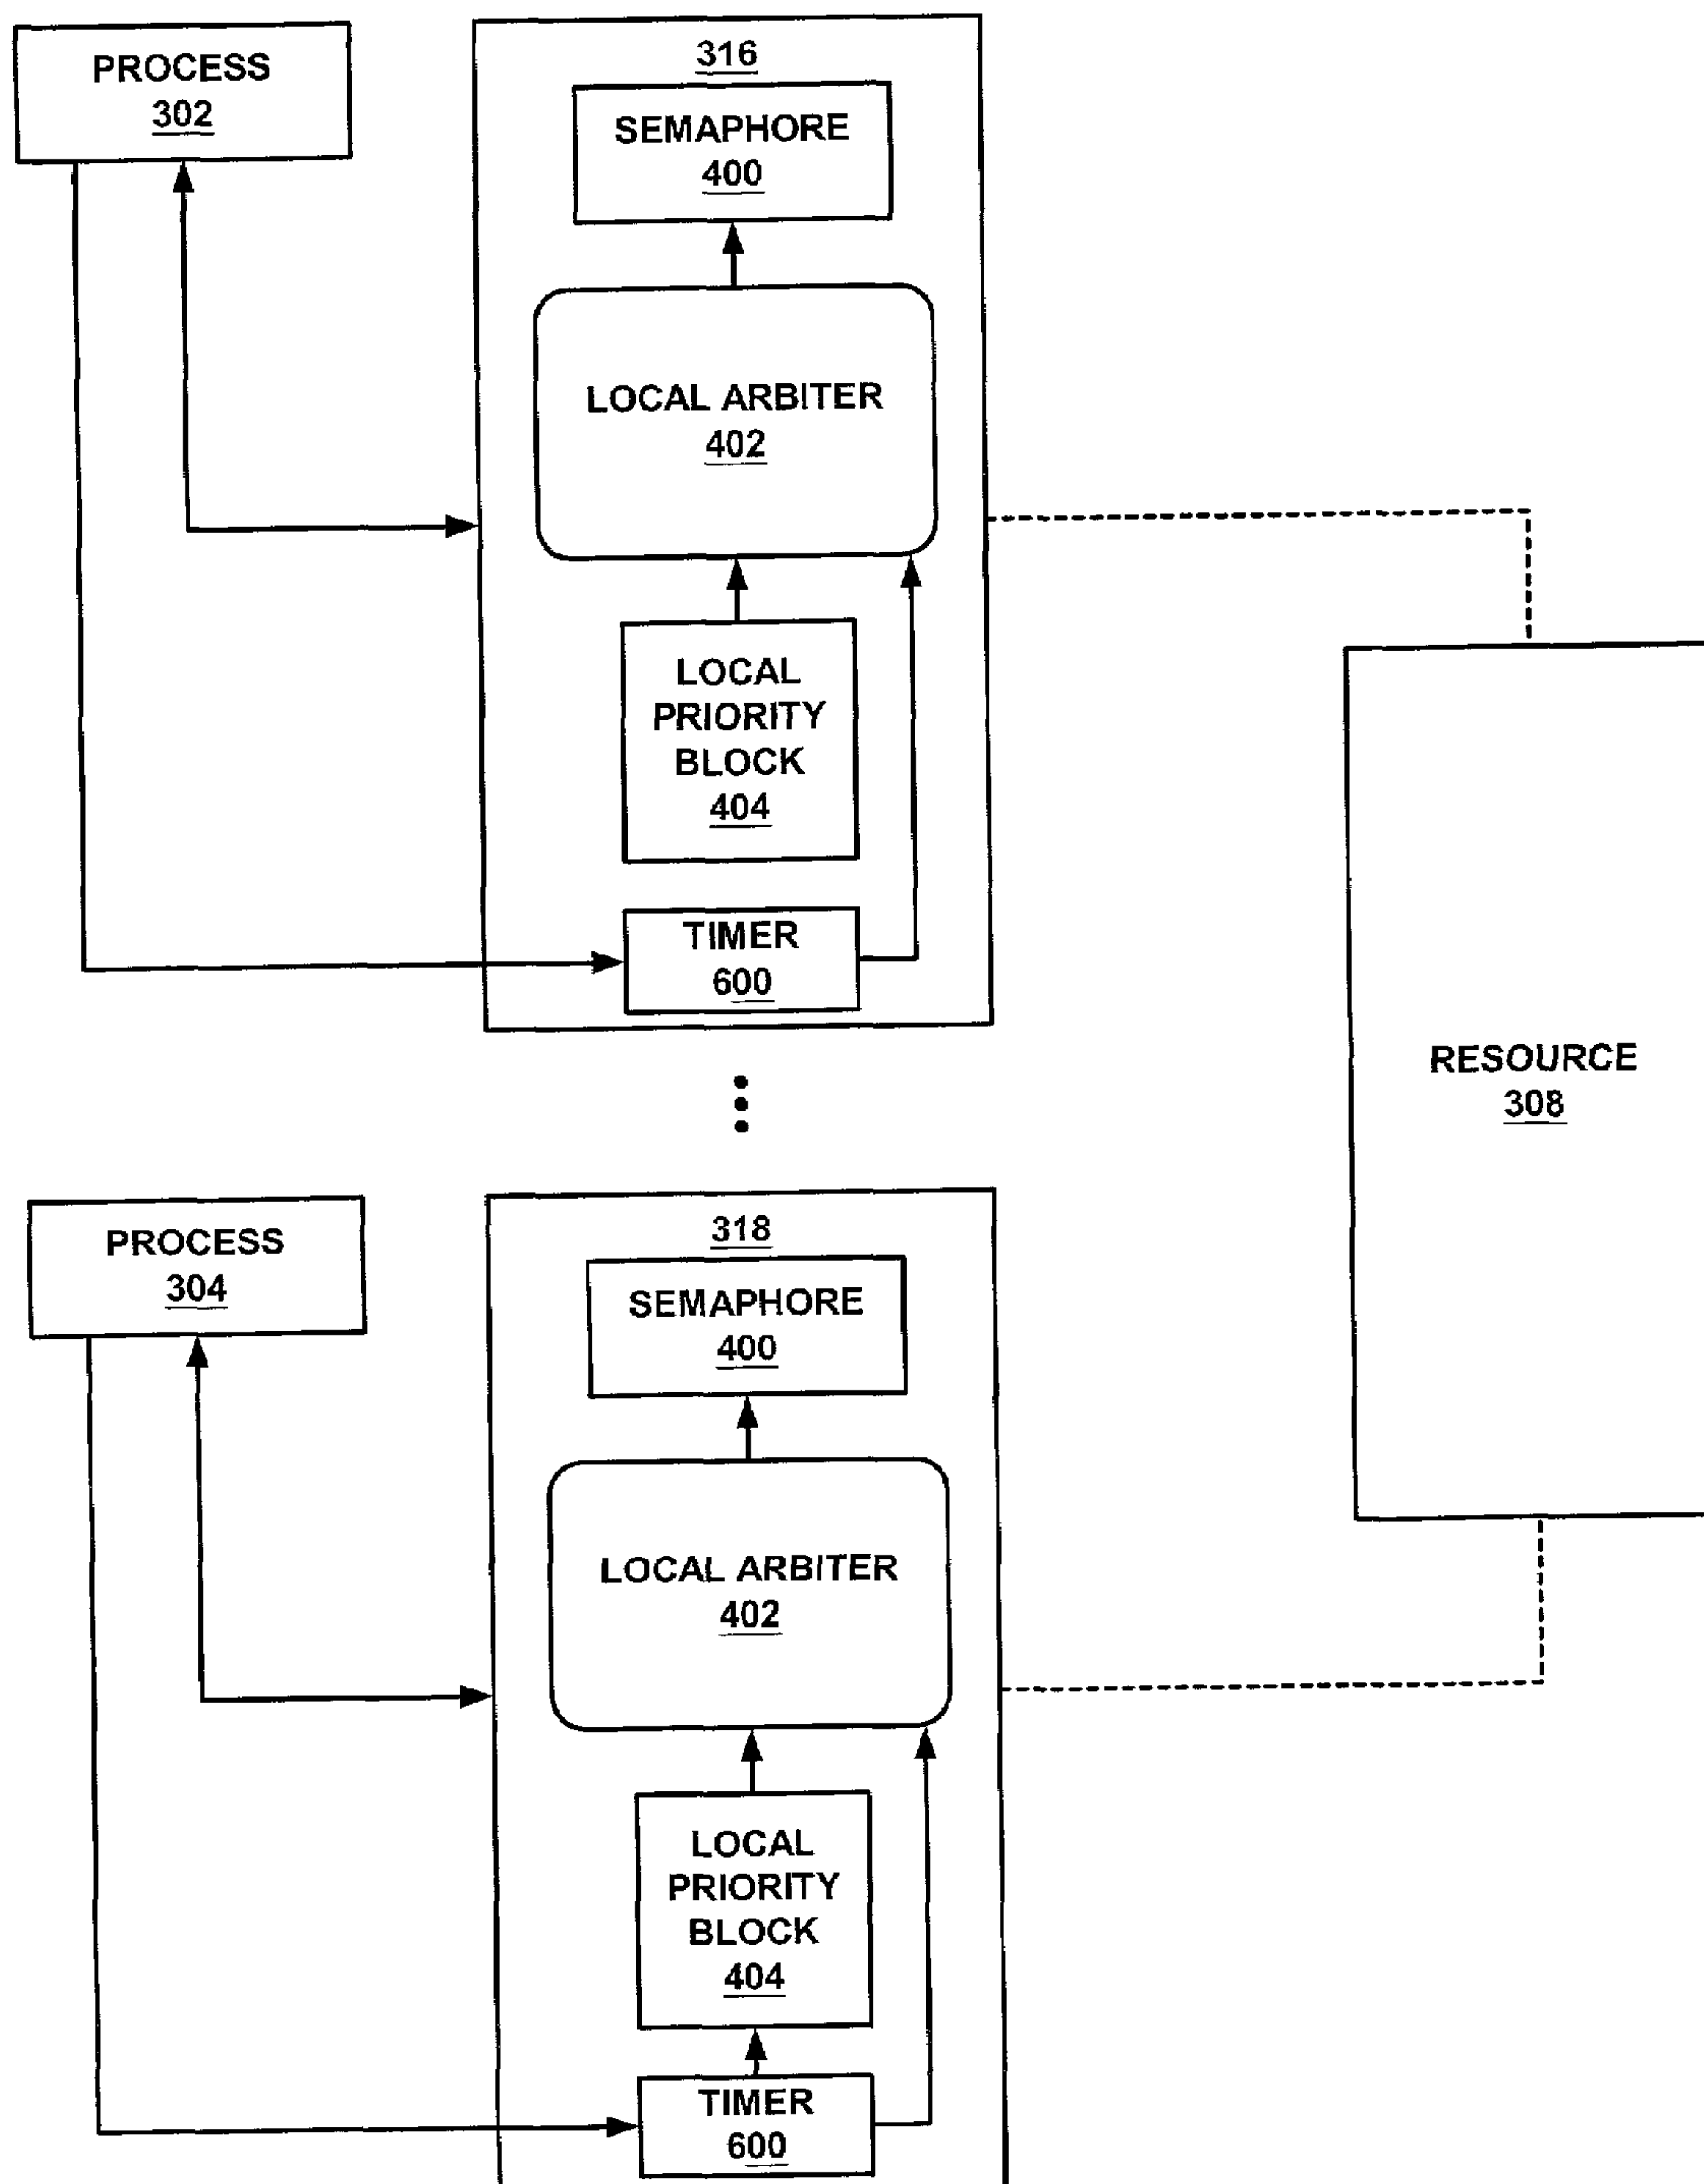 PROCESS
302
316
SEMAPHORE
400
LOCAL ARBITER
402
LOCAL
PRIORITY
BLOCK
404
TIMER
600
RESOURCE
308
PROCESS
304
318
SEMAPHORE
400
LOCAL ARBITER
402
LOCAL
PRIORITY
BLOCK
404
TIMER
600